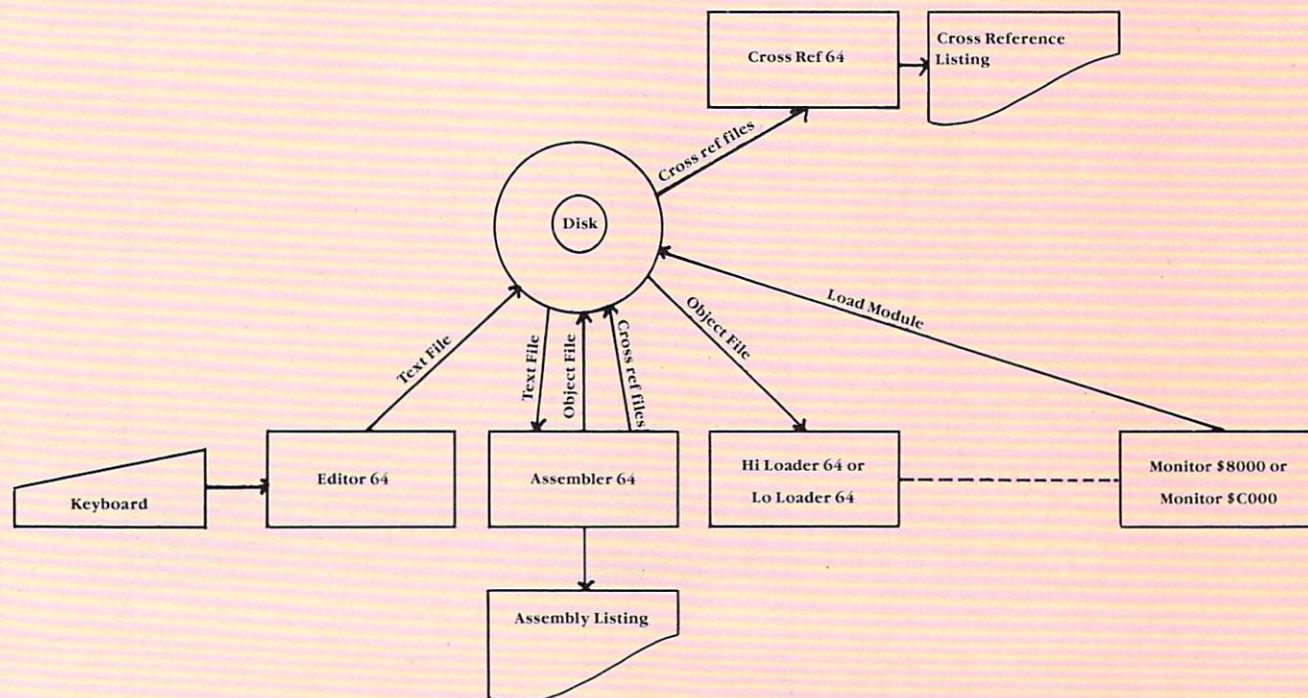 Cross Ref 64
Cross Reference
Listing
Cross ref files
Disk
Text File
Text File
Object File
Cross ref files
Object File
Load Module
Keyboard
Editor 64
Assembler 64
Hi Loader 64 or
Lo Loader 64
Monitor $8000 or
Monitor $C000
Assembly Listing